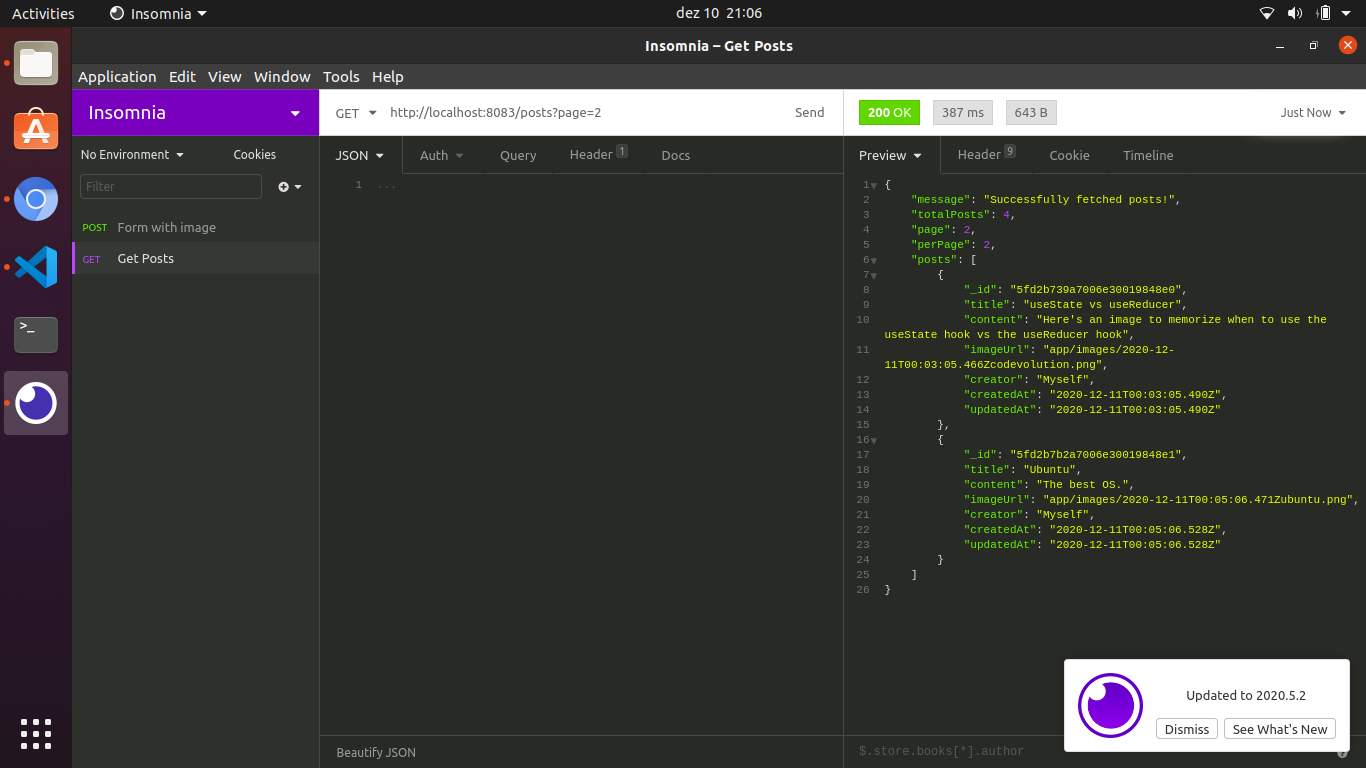 Activities
Insomnia
dez 10 21:06
Insomnia – Get Posts
Application Edit View Window Tools Help
Insomnia
GET http://localhost:8083/posts?page=2 Send
200 OK 387 ms 643 B Just Now
No Environment Cookies
JSON Auth Query Header 1 Docs
Preview Header 9 Cookie Timeline
Filter
POST Form with image
GET Get Posts
1 ...
1 {
2 "message": "Successfully fetched posts!",
3 "totalPosts": 4,
4 "page": 2,
5 "perPage": 2,
6 "posts": [
7 {
8 "_id": "5fd2b739a7006e30019848e0",
9 "title": "useState vs useReducer",
10 "content": "Here's an image to memorize when to use the
useState hook vs the useReducer hook",
11 "imageUrl": "app/images/2020-12-
11T00:03:05.466Zcodevolution.png",
12 "creator": "Myself",
13 "createdAt": "2020-12-11T00:03:05.490Z",
14 "updatedAt": "2020-12-11T00:03:05.490Z"
15 },
16 {
17 "_id": "5fd2b7b2a7006e30019848e1",
18 "title": "Ubuntu",
19 "content": "The best OS.",
20 "imageUrl": "app/images/2020-12-11T00:05:06.471Zubuntu.png",
21 "creator": "Myself",
22 "createdAt": "2020-12-11T00:05:06.528Z",
23 "updatedAt": "2020-12-11T00:05:06.528Z"
24 }
25 ]
26 }
Updated to 2020.5.2
Dismiss See What's New
Beautify JSON
$.store.books[*].author